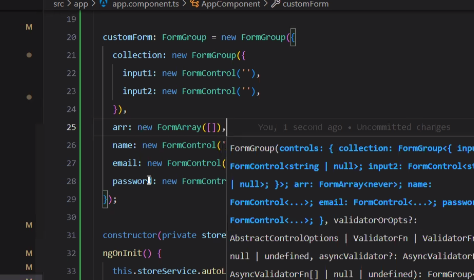 src > app > app.component.ts > AppComponent > customForm
M
19
20 customForm: FormGroup = new FormGroup({
21 collection: new FormGroup({
22 input1: new FormControl(''),
23 input2: new FormControl(''),
24 }),
25 arr: new FormArray([]), You, 1 second ago • Uncommitted changes
26 name: new FormControl('
27 email: new FormControl(
28 password: new FormContr
29 });
30
31 constructor(private store
32 ngOnInit() {
33 this.storeService.autoL
FormGroup(controls: { collection: FormGroup<{ inpu
FormControl<string | null>; input2: FormControl<st
| null>; }>; arr: FormArray<never>; name:
FormControl<...>; email: FormControl<...>; passwor
FormControl<...>; }, validatorOrOpts?:
AbstractControlOptions | ValidatorFn | ValidatorF
null | undefined, asyncValidator?: AsyncValidator
AsyncValidatorFn[] | null | undefined): FormGroup
M
M
M